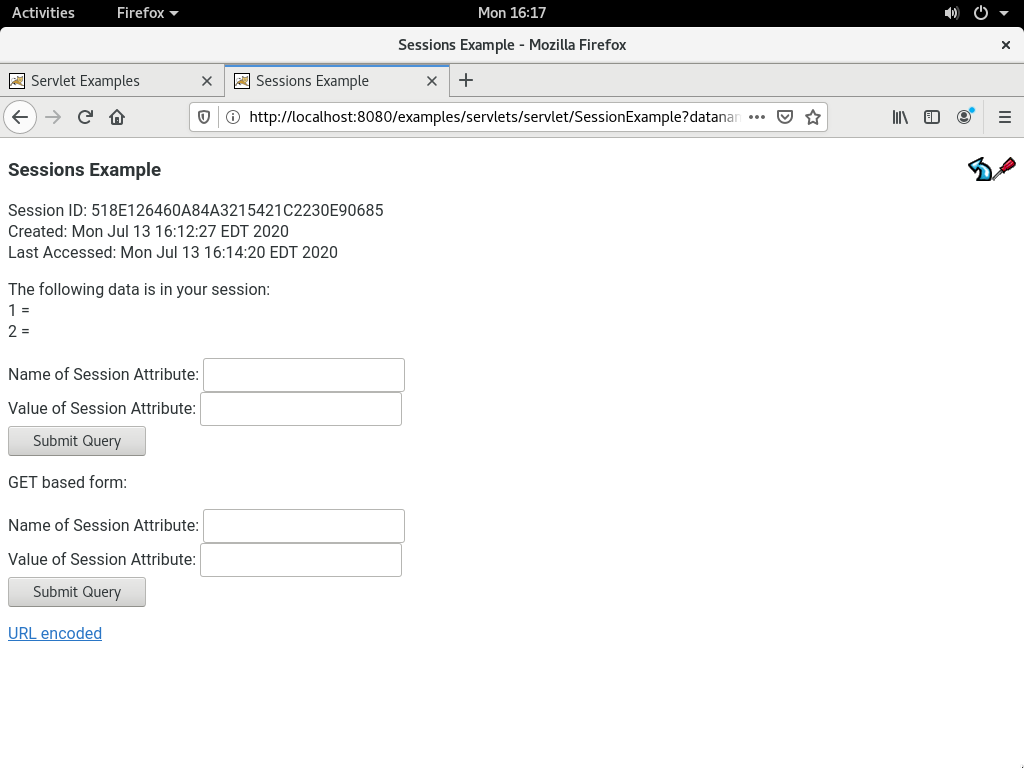 Activities Firefox Mon 16:17
Sessions Example - Mozilla Firefox
Servlet Examples Sessions Example
http://localhost:8080/examples/servlets/servlet/SessionExample?datanam
Sessions Example
Session ID: 518E126460A84A3215421C2230E90685
Created: Mon Jul 13 16:12:27 EDT 2020
Last Accessed: Mon Jul 13 16:14:20 EDT 2020
The following data is in your session:
1 =
2 =
Name of Session Attribute:
Value of Session Attribute:
Submit Query
GET based form:
Name of Session Attribute:
Value of Session Attribute:
Submit Query
URL encoded